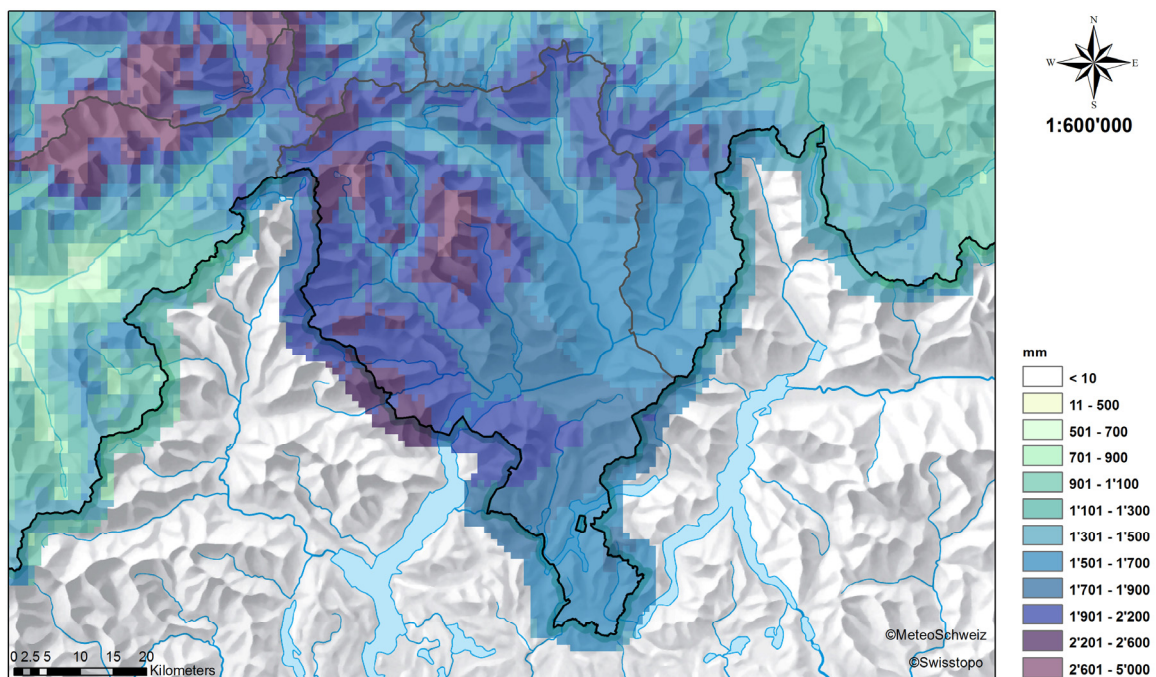 N
W E
S
1:600'000
mm
< 10
11 - 500
501 - 700
701 - 900
901 - 1'100
1'101 - 1'300
1'301 - 1'500
1'501 - 1'700
1'701 - 1'900
1'901 - 2'200
2'201 - 2'600
2'601 - 5'000
©MeteoSchweiz
©Swisstopo
0 2.5 5 10 15 20
Kilometers